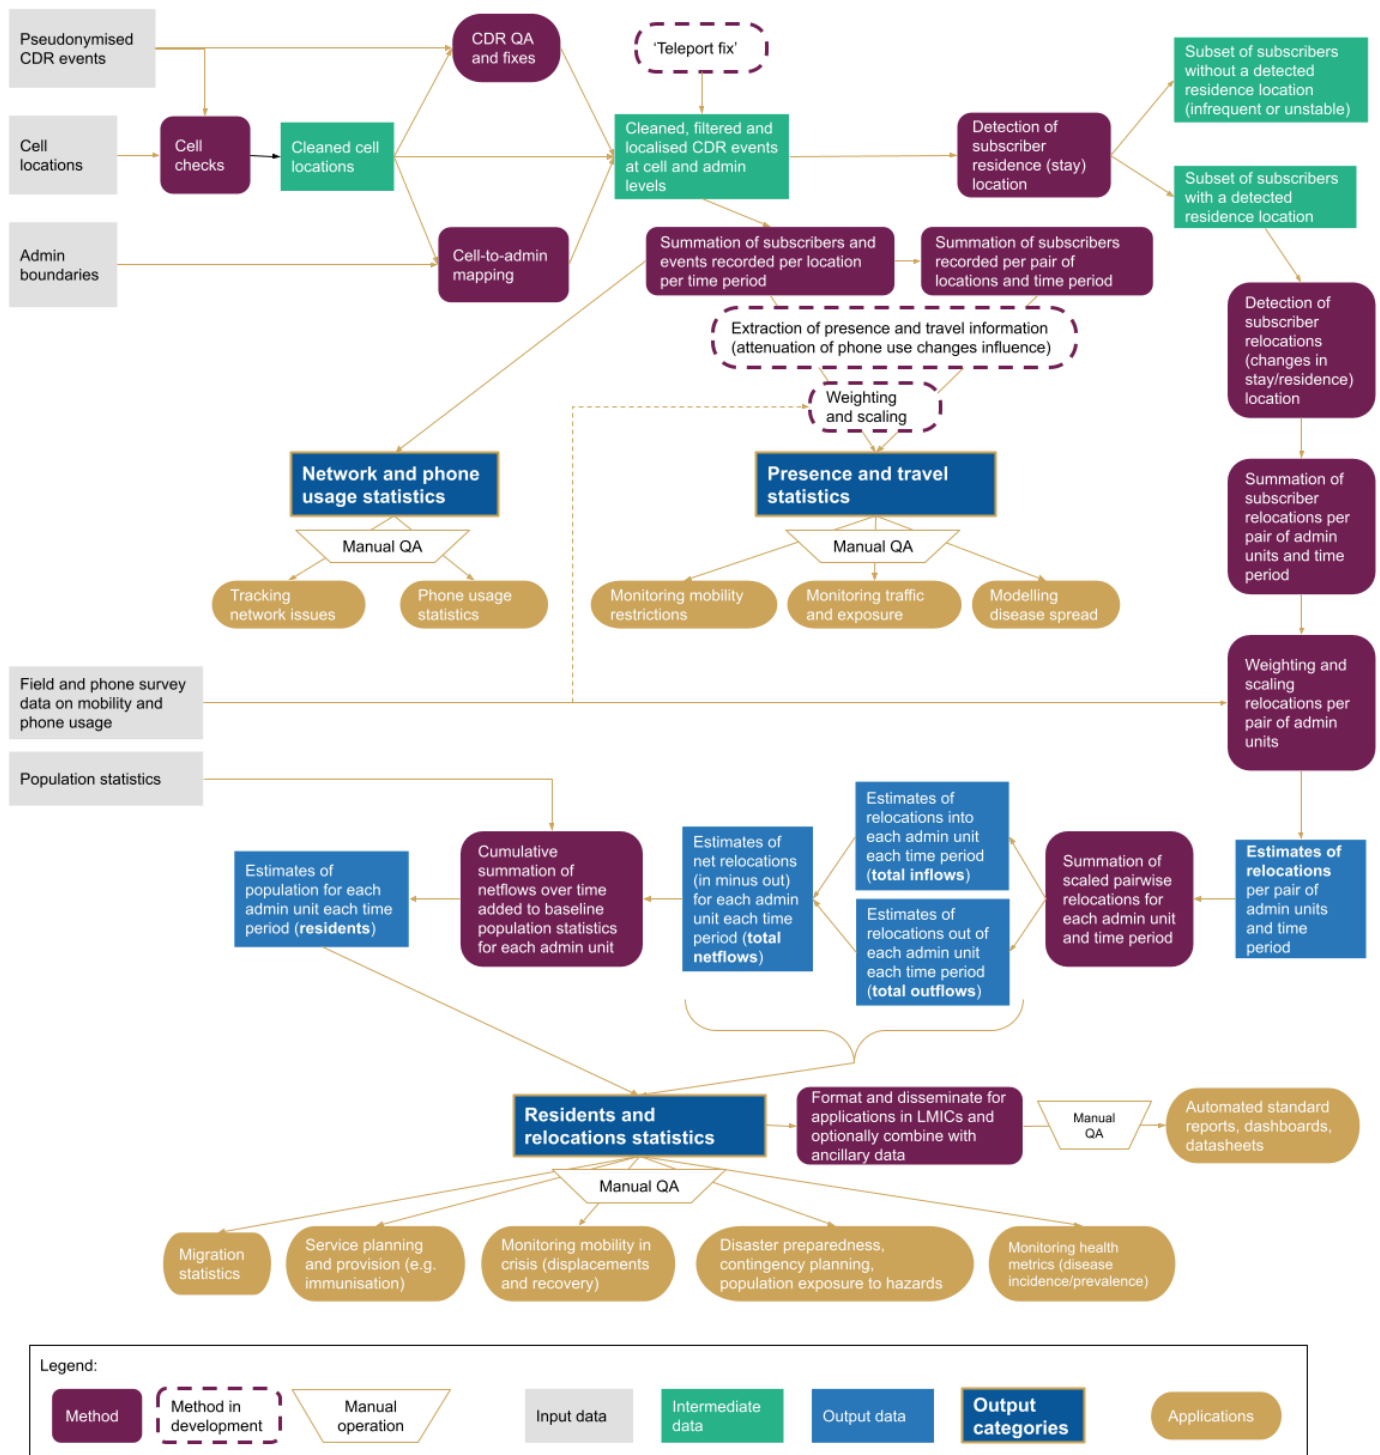 Pseudonymised
CDR events
CDR QA
and fixes
'Teleport fix'
Subset of subscribers
without a detected
residence location
(infrequent or unstable)
Cell
locations
Cell
checks
Cleaned cell
locations
Cleaned, filtered and
localised CDR events
at cell and admin
levels
Detection of
subscriber
residence (stay)
location
Subset of subscribers
with a detected
residence location
Admin
boundaries
Cell-to-admin
mapping
Summation of subscribers and
events recorded per location
per time period
Summation of subscribers
recorded per pair of
locations and time period
Extraction of presence and travel information
(attenuation of phone use changes influence)
Detection of
subscriber
relocations
(changes in
stay/residence)
location
Weighting
and scaling
Network and phone
usage statistics
Presence and travel
statistics
Summation of
subscriber
relocations per
pair of admin
units and time
period
Manual QA
Manual QA
Tracking
network issues
Phone usage
statistics
Monitoring mobility
restrictions
Monitoring traffic
and exposure
Modelling
disease spread
Field and phone survey
data on mobility and
phone usage
Weighting and
scaling
relocations per
pair of admin
units
Population statistics
Estimates of
population for each
admin unit each time
period (residents)
Cumulative
summation of
netflows over time
added to baseline
population statistics
for each admin unit
Estimates of
net relocations
(in minus out)
for each admin
unit each time
period (total
netflows)
Estimates of
relocations into
each admin unit
each time period
(total inflows)
Estimates of
relocations out of
each admin unit
each time period
(total outflows)
Summation of
scaled pairwise
relocations for
each admin unit
and time period
Estimates of
relocations
per pair of
admin units
and time
period
Residents and
relocations statistics
Format and disseminate for
applications in LMICs and
optionally combine with
ancillary data
Manual
QA
Automated standard
reports, dashboards,
datasheets
Manual QA
Migration
statistics
Service planning
and provision (e.g.
immunisation)
Monitoring mobility in
crisis (displacements
and recovery)
Disaster preparedness,
contingency planning,
population exposure to hazards
Monitoring health
metrics (disease
incidence/prevalence)
Legend:
Method
Method in
development
Manual
operation
Input data
Intermediate
data
Output data
Output
categories
Applications